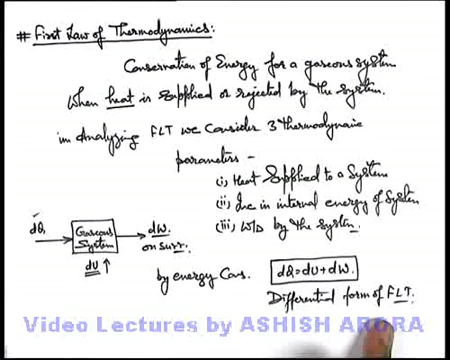 # First Law of Thermodynamics:
Conservation of Energy for a gaseous system
When heat is Supplied or rejected by the System.
in Analyzing FLT we Consider 3 thermodynamic
parameters -
(i) Heat Supplied to a System
(ii) Inc in internal energy of System
(iii) W/D by the System.
dQ
Gaseous
System
dU ↑
dW.
on surr.
by energy Cons.
dQ = dU + dW.
Differential form of FLT.
Video Lectures by ASHISH ARORA